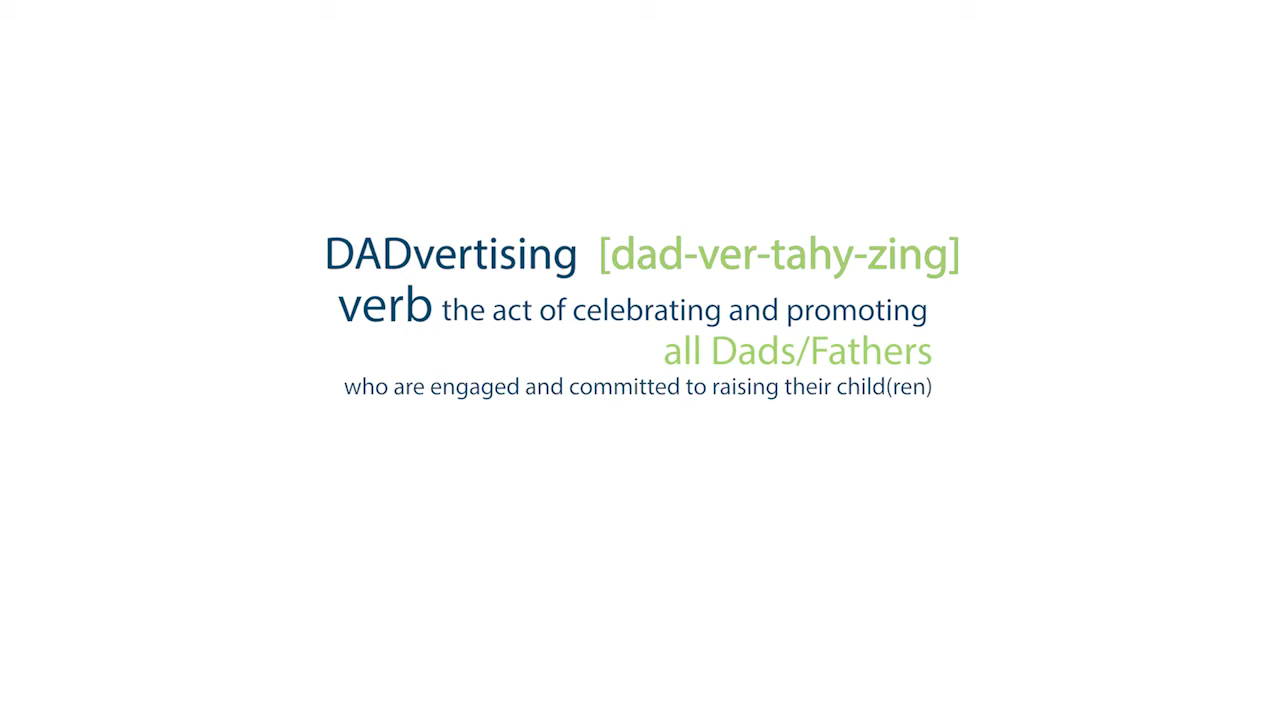 DADvertising [dad-ver-tahy-zing]
verb the act of celebrating and promoting
all Dads/Fathers
who are engaged and committed to raising their child(ren)